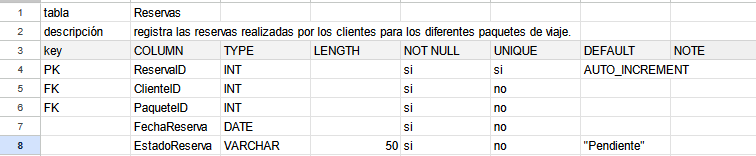 1 tabla Reservas
2 descripción registra las reservas realizadas por los clientes para los diferentes paquetes de viaje.
3 key COLUMN TYPE LENGTH NOT NULL UNIQUE DEFAULT NOTE
4 PK ReservaID INT si si AUTO_INCREMENT
5 FK ClienteID INT si no
6 FK PaqueteID INT si no
7 FechaReserva DATE si no
8 EstadoReserva VARCHAR 50 si no "Pendiente"